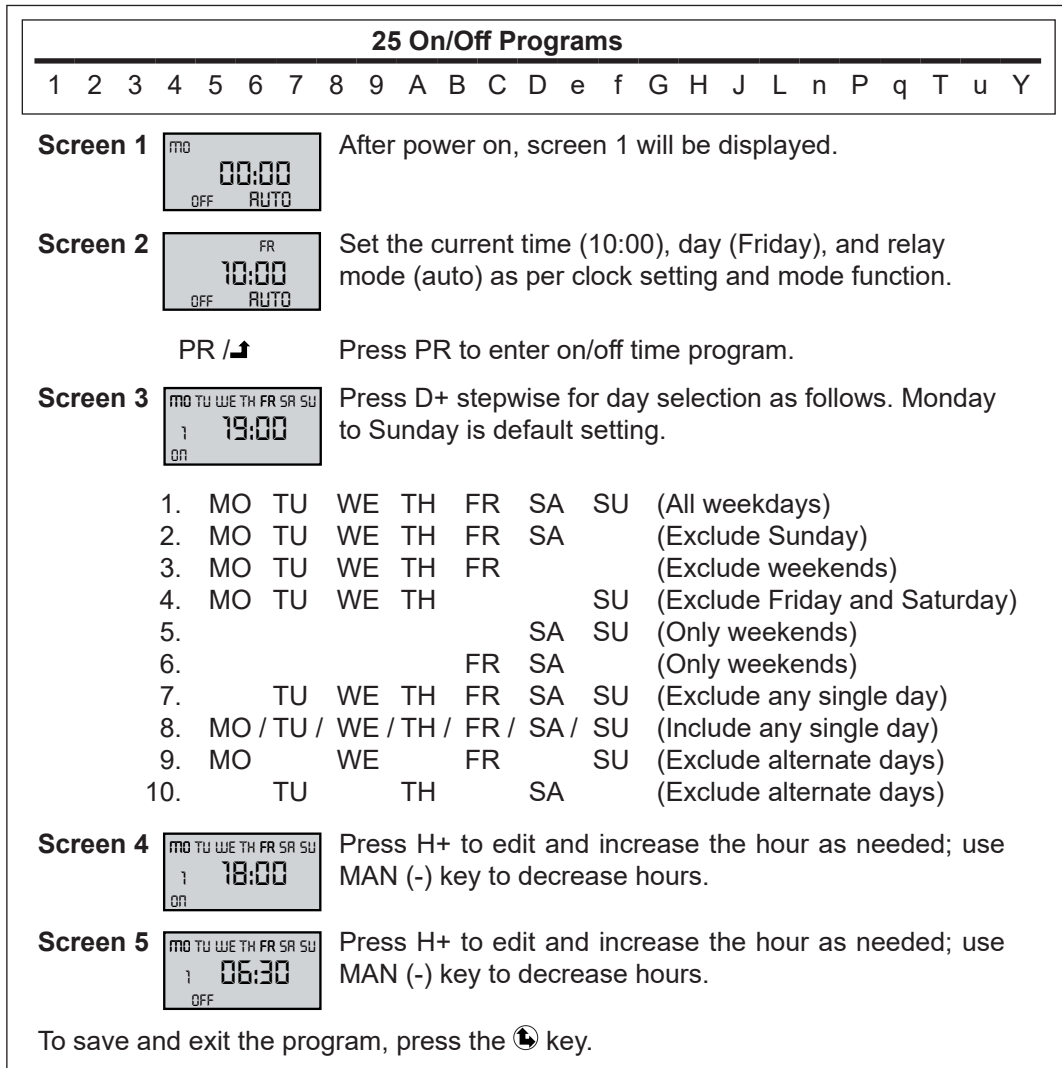 25 On/Off Programs
1 2 3 4 5 6 7 8 9 A B C D e f G H J L n P q T u Y
Screen 1
MO
00:00
OFF AUTO
After power on, screen 1 will be displayed.
Screen 2
FR
10:00
OFF AUTO
Set the current time (10:00), day (Friday), and relay
mode (auto) as per clock setting and mode function.
PR / Press PR to enter on/off time program.
Screen 3
MO TU WE TH FR SA SU
1 19:00
ON
Press D+ stepwise for day selection as follows. Monday
to Sunday is default setting.
1. MO TU WE TH FR SA SU (All weekdays)
2. MO TU WE TH FR SA (Exclude Sunday)
3. MO TU WE TH FR (Exclude weekends)
4. MO TU WE TH SU (Exclude Friday and Saturday)
5. SA SU (Only weekends)
6. FR SA (Only weekends)
7. TU WE TH FR SA SU (Exclude any single day)
8. MO / TU / WE / TH / FR / SA / SU (Include any single day)
9. MO WE FR SU (Exclude alternate days)
10. TU TH SA (Exclude alternate days)
Screen 4
MO TU WE TH FR SA SU
1 18:00
ON
Press H+ to edit and increase the hour as needed; use
MAN (-) key to decrease hours.
Screen 5
MO TU WE TH FR SA SU
1 06:30
OFF
Press H+ to edit and increase the hour as needed; use
MAN (-) key to decrease hours.
To save and exit the program, press the key.